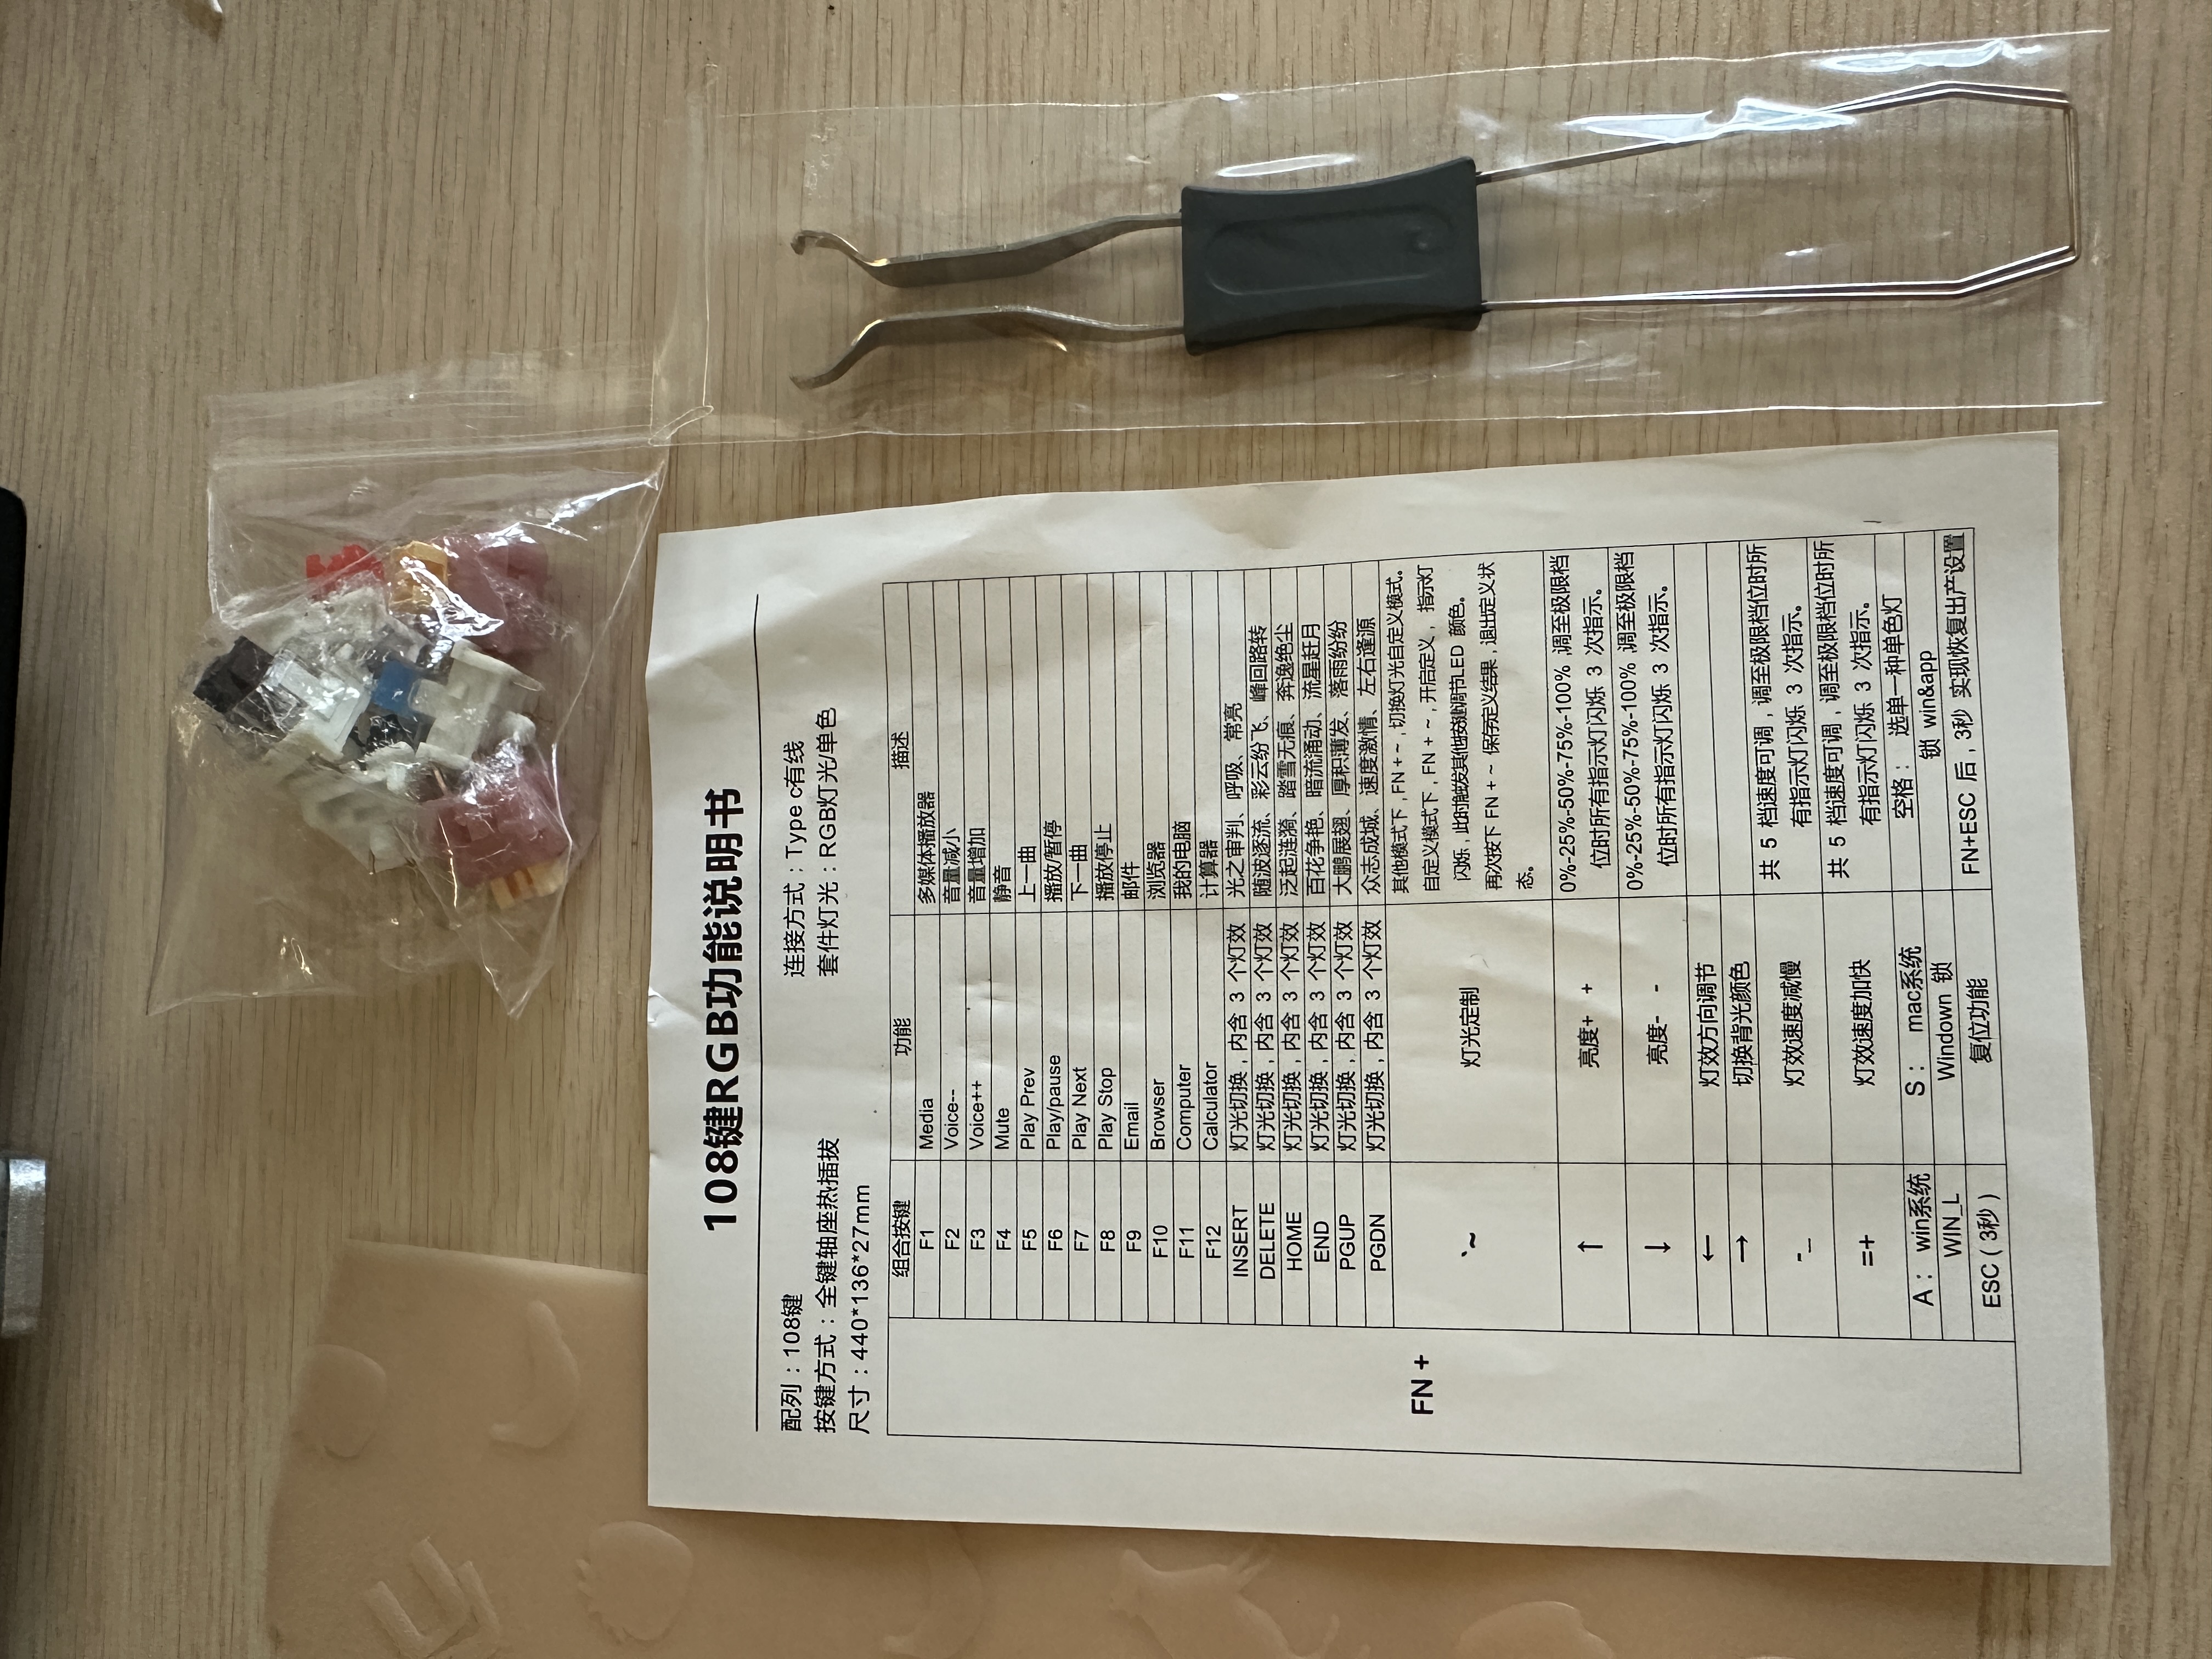 108键RGB功能说明书
配列：108键 连接方式：Type c有线
按键方式：全键轴座热插拔 套件灯光：RGB灯光/单色
尺寸：440*136*27mm
组合按键 功能 描述
F1 Media 多媒体播放器
F2 Voice-- 音量减小
F3 Voice++ 音量增加
F4 Mute 静音
F5 Play Prev 上一曲
F6 Play/pause 播放/暂停
F7 Play Next 下一曲
F8 Play Stop 播放停止
F9 Email 邮件
F10 Browser 浏览器
F11 Computer 我的电脑
F12 Calculator 计算器
INSERT 灯光切换，内含 3 个灯效 光之审判、呼吸、常亮
DELETE 灯光切换，内含 3 个灯效 随波逐流、彩云纷飞、峰回路转
HOME 灯光切换，内含 3 个灯效 泛起涟漪、踏雪无痕、奔逸绝尘
END 灯光切换，内含 3 个灯效 百花争艳、暗流涌动、流星赶月
PGUP 灯光切换，内含 3 个灯效 大鹏展翅、厚积薄发、落雨纷纷
PGDN 灯光切换，内含 3 个灯效 众志成城、速度激情、左右逢源
FN +
`~ 灯光定制
其他模式下，FN + ~，切换灯光自定义模式。
自定义模式下，FN + ~，开启定义， 指示灯
闪烁，此时触发其他按键调节LED 颜色。
再次按下 FN + ~ 保存定义结果，退出定义状
态。
↑ 亮度+ + 0%-25%-50%-75%-100% ,调至极限档
位时所有指示灯闪烁 3 次指示。
↓ 亮度- - 0%-25%-50%-75%-100% ,调至极限档
位时所有指示灯闪烁 3 次指示。
← 灯效方向调节
→ 切换背光颜色
-_ 灯效速度减慢 共 5 档速度可调，调至极限档位时所
有指示灯闪烁 3 次指示。
=+ 灯效速度加快 共 5 档速度可调，调至极限档位时所
有指示灯闪烁 3 次指示。
A： win系统 S： mac系统 空格： 选单一种单色灯
WIN_L Windown 锁 锁 win&app
ESC（3秒） 复位功能 FN+ESC 后，3秒 实现恢复出产设置